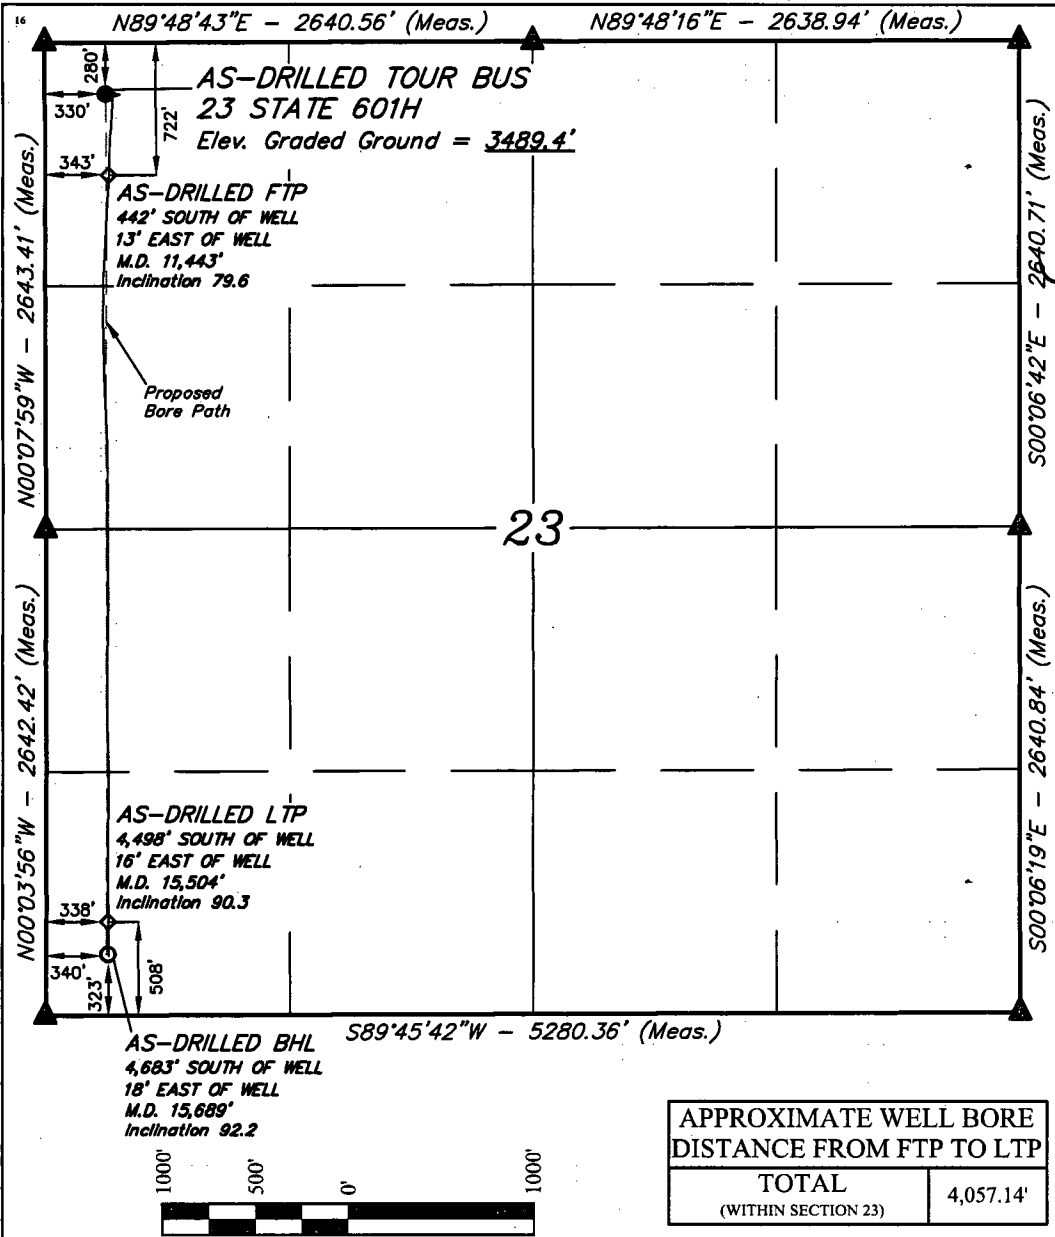 16
N89°48'43"E - 2640.56' (Meas.)
N89°48'16"E - 2638.94' (Meas.)
280'
330'
722'
AS-DRILLED TOUR BUS
23 STATE 601H
Elev. Graded Ground = 3489.4'
343'
AS-DRILLED FTP
442' SOUTH OF WELL
13' EAST OF WELL
M.D. 11,443'
Inclination 79.6
N00°07'59"W - 2643.41' (Meas.)
S00°06'42"E - 2640.71' (Meas.)
Proposed
Bore Path
23
N00°03'56"W - 2642.42' (Meas.)
S00°06'19"E - 2640.84' (Meas.)
AS-DRILLED LTP
4,498' SOUTH OF WELL
16' EAST OF WELL
M.D. 15,504'
Inclination 90.3
338'
340'
323'
508'
S89°45'42"W - 5280.36' (Meas.)
AS-DRILLED BHL
4,683' SOUTH OF WELL
18' EAST OF WELL
M.D. 15,689'
Inclination 92.2
1000'
500'
0'
1000'
APPROXIMATE WELL BORE
DISTANCE FROM FTP TO LTP
TOTAL
(WITHIN SECTION 23)
4,057.14'